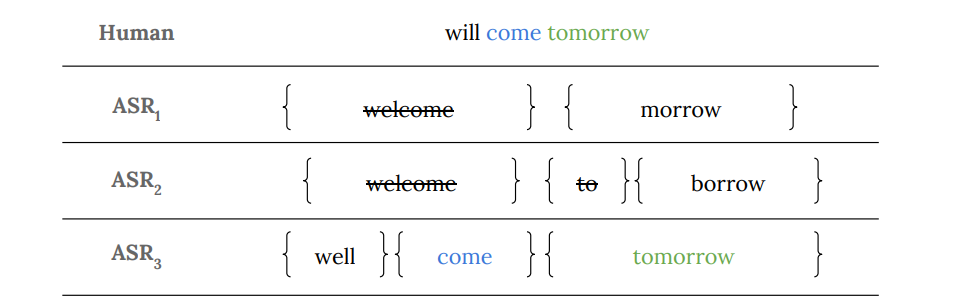 Human will come tomorrow
ASR1 { welcome } { morrow }
ASR2 { welcome } { to } { borrow }
ASR3 { well } { come } { tomorrow }